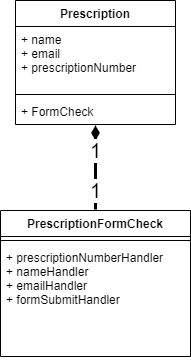 Prescription
+ name
+ email
+ prescriptionNumber
+ FormCheck
1
1
PrescriptionFormCheck
+ prescriptionNumberHandler
+ nameHandler
+ emailHandler
+ formSubmitHandler